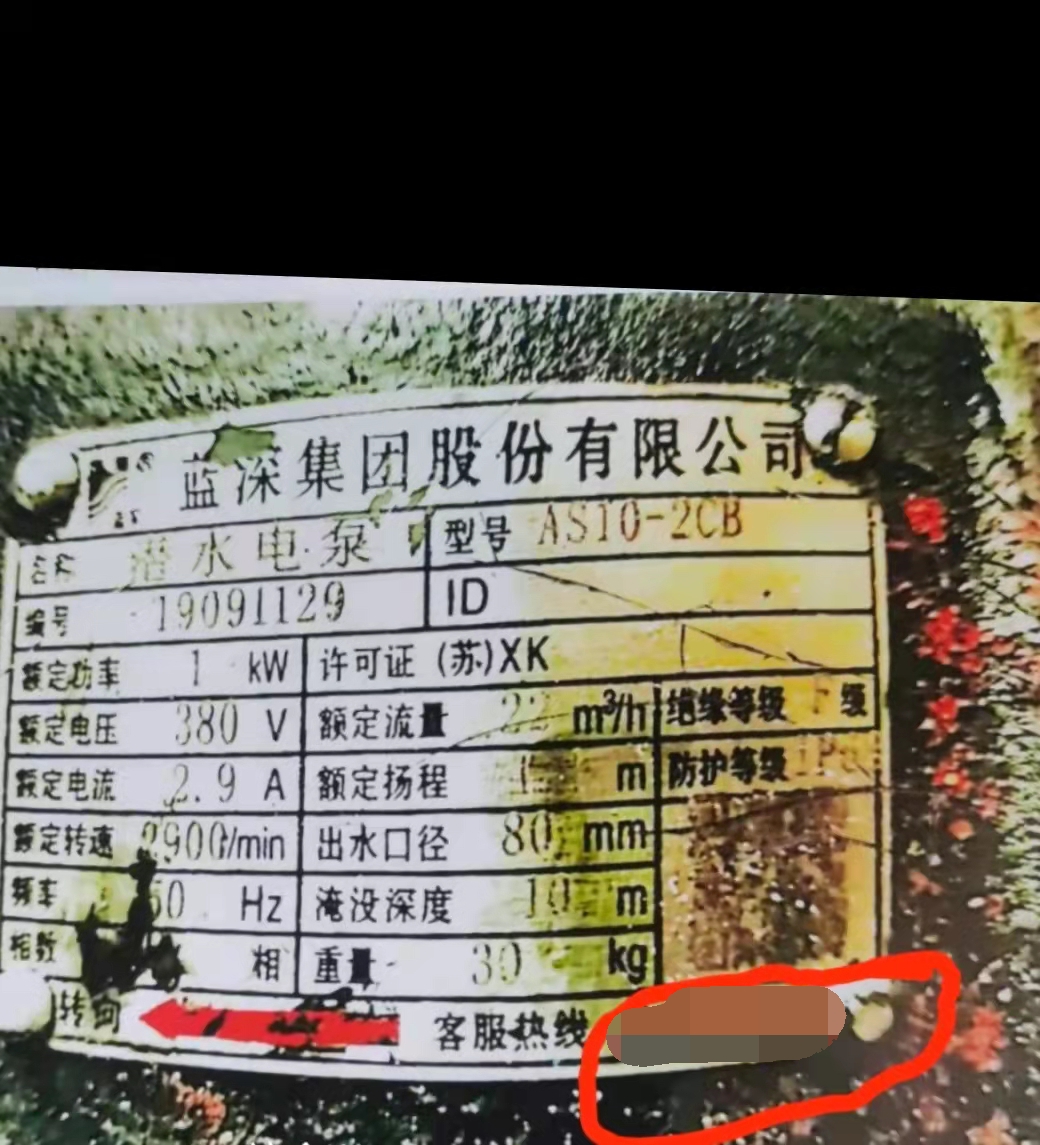 蓝深集团股份有限公司
名称 潜水电泵 型号 AS10-2CB
编号 19091129 ID
额定功率 1 kW 许可证 (苏)XK
额定电压 380 V 额定流量 22 m³/h 绝缘等级 F 级
额定电流 2.9 A 额定扬程 m 防护等级 IP
额定转速 2900r/min 出水口径 80 mm
频率 50 Hz 淹没深度 10 m
相数 相 重量 30 kg
转向 客服热线